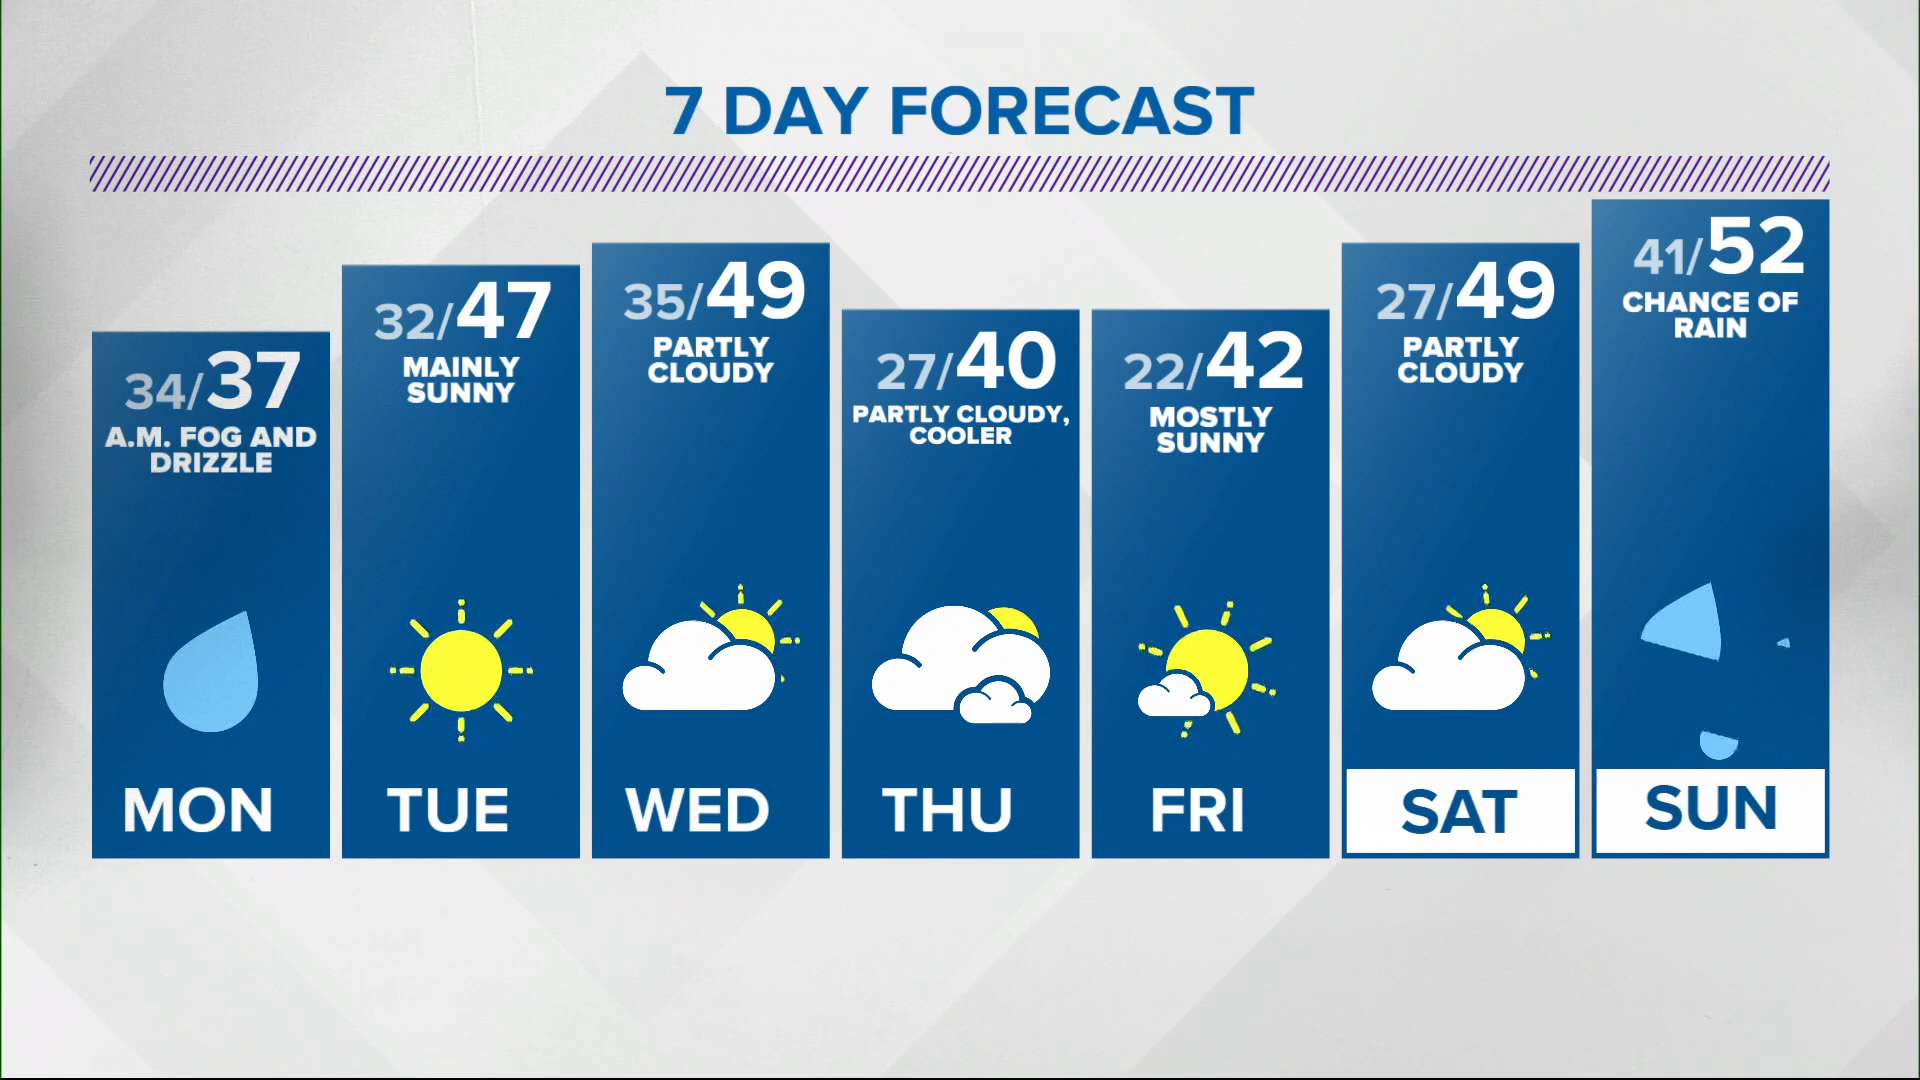 7 DAY FORECAST
34/37
A.M. FOG AND
DRIZZLE
MON
32/47
MAINLY
SUNNY
TUE
35/49
PARTLY
CLOUDY
WED
27/40
PARTLY CLOUDY,
COOLER
THU
22/42
MOSTLY
SUNNY
FRI
27/49
PARTLY
CLOUDY
SAT
41/52
CHANCE OF
RAIN
SUN